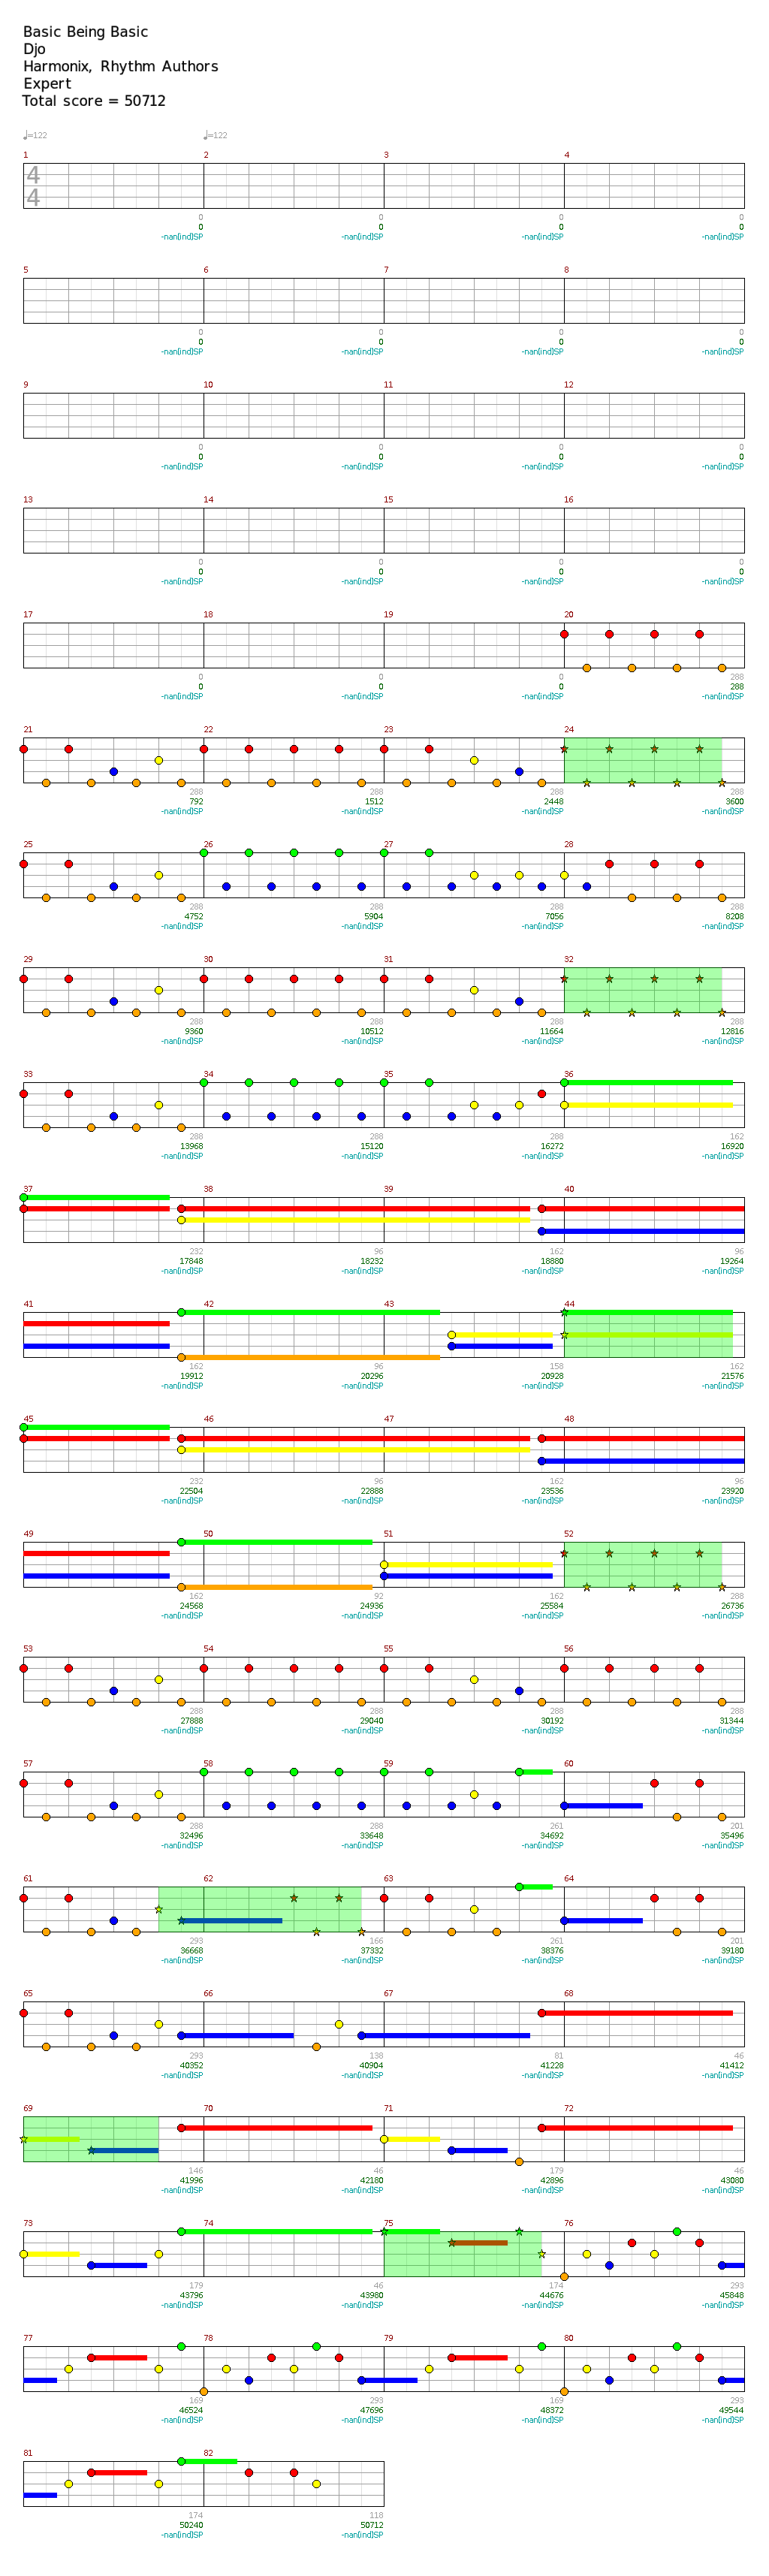 Basic Being Basic
Djo
Harmonix, Rhythm Authors
Expert
Total score = 50712
♩=122 ♩=122
1 2 3 4
4
4
0 0 0 0
0 0 0 0
-nan(ind)SP -nan(ind)SP -nan(ind)SP -nan(ind)SP
5 6 7 8
0 0 0 0
0 0 0 0
-nan(ind)SP -nan(ind)SP -nan(ind)SP -nan(ind)SP
9 10 11 12
0 0 0 0
0 0 0 0
-nan(ind)SP -nan(ind)SP -nan(ind)SP -nan(ind)SP
13 14 15 16
0 0 0 0
0 0 0 0
-nan(ind)SP -nan(ind)SP -nan(ind)SP -nan(ind)SP
17 18 19 20
0 0 0 288
0 0 0 288
-nan(ind)SP -nan(ind)SP -nan(ind)SP -nan(ind)SP
21 22 23 24
288 288 288 288
792 1512 2448 3600
-nan(ind)SP -nan(ind)SP -nan(ind)SP -nan(ind)SP
25 26 27 28
288 288 288 288
4752 5904 7056 8208
-nan(ind)SP -nan(ind)SP -nan(ind)SP -nan(ind)SP
29 30 31 32
288 288 288 288
9360 10512 11664 12816
-nan(ind)SP -nan(ind)SP -nan(ind)SP -nan(ind)SP
33 34 35 36
288 288 288 162
13968 15120 16272 16920
-nan(ind)SP -nan(ind)SP -nan(ind)SP -nan(ind)SP
37 38 39 40
232 96 162 96
17848 18232 18880 19264
-nan(ind)SP -nan(ind)SP -nan(ind)SP -nan(ind)SP
41 42 43 44
162 96 158 162
19912 20296 20928 21576
-nan(ind)SP -nan(ind)SP -nan(ind)SP -nan(ind)SP
45 46 47 48
232 96 162 96
22504 22888 23536 23920
-nan(ind)SP -nan(ind)SP -nan(ind)SP -nan(ind)SP
49 50 51 52
162 92 162 288
24568 24936 25584 26736
-nan(ind)SP -nan(ind)SP -nan(ind)SP -nan(ind)SP
53 54 55 56
288 288 288 288
27888 29040 30192 31344
-nan(ind)SP -nan(ind)SP -nan(ind)SP -nan(ind)SP
57 58 59 60
288 288 261 201
32496 33648 34692 35496
-nan(ind)SP -nan(ind)SP -nan(ind)SP -nan(ind)SP
61 62 63 64
293 166 261 201
36668 37332 38376 39180
-nan(ind)SP -nan(ind)SP -nan(ind)SP -nan(ind)SP
65 66 67 68
293 138 81 46
40352 40904 41228 41412
-nan(ind)SP -nan(ind)SP -nan(ind)SP -nan(ind)SP
69 70 71 72
146 46 179 46
41996 42180 42896 43080
-nan(ind)SP -nan(ind)SP -nan(ind)SP -nan(ind)SP
73 74 75 76
179 46 174 293
43796 43980 44676 45848
-nan(ind)SP -nan(ind)SP -nan(ind)SP -nan(ind)SP
77 78 79 80
169 293 169 293
46524 47696 48372 49544
-nan(ind)SP -nan(ind)SP -nan(ind)SP -nan(ind)SP
81 82
174 118
50240 50712
-nan(ind)SP -nan(ind)SP